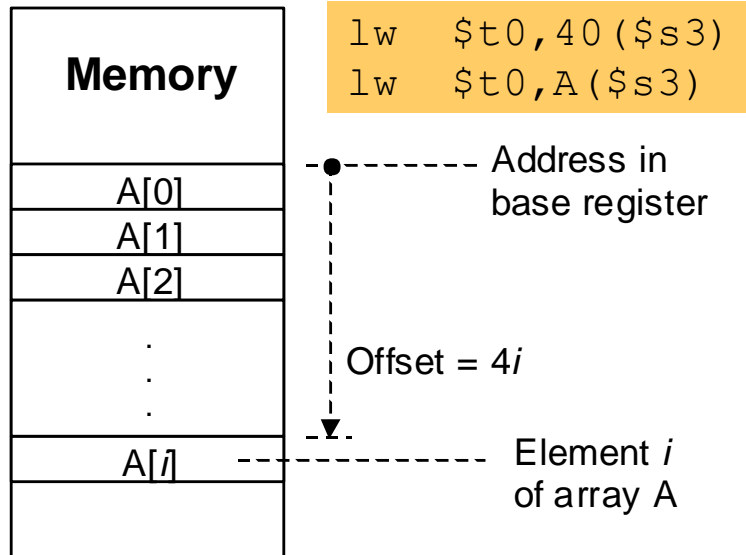 lw $t0,40($s3)
lw $t0,A($s3)
Memory
Address in
base register
A[0]
A[1]
A[2]
.
.
.
Offset = 4i
A[i]
Element i
of array A